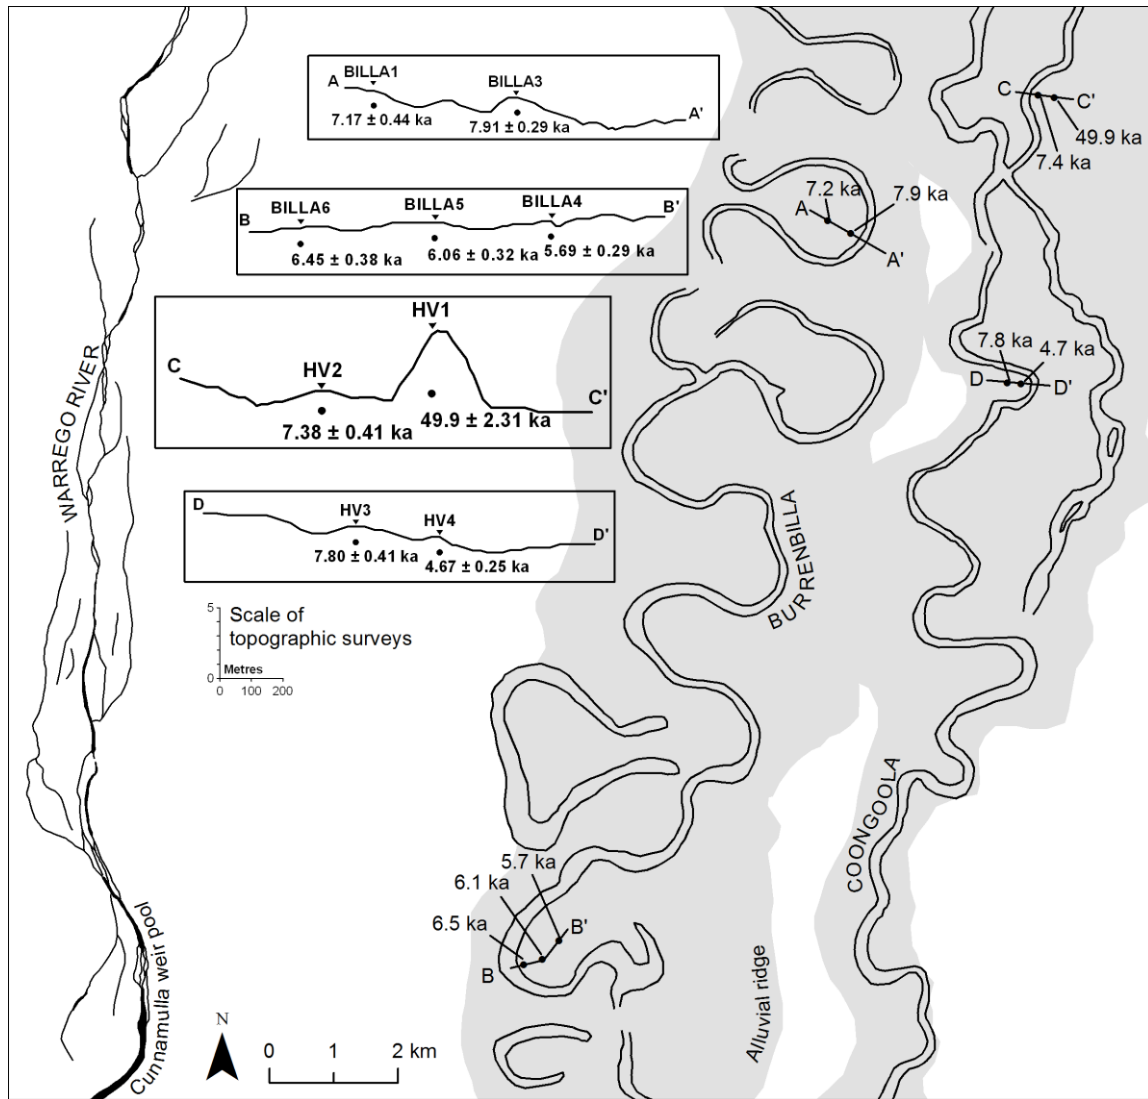 A
BILLA1
BILLA3
7.17 ± 0.44 ka
7.91 ± 0.29 ka
A'
B
BILLA6
BILLA5
BILLA4
B'
6.45 ± 0.38 ka
6.06 ± 0.32 ka
5.69 ± 0.29 ka
C
HV2
HV1
C'
7.38 ± 0.41 ka
49.9 ± 2.31 ka
D
HV3
HV4
D'
7.80 ± 0.41 ka
4.67 ± 0.25 ka
5
0
Scale of
topographic surveys
Metres
0 100 200
WARREGO RIVER
Cunnamulla weir pool
N
0 1 2 km
C
C'
49.9 ka
7.4 ka
7.2 ka
7.9 ka
A
A'
7.8 ka
4.7 ka
D
D'
BURRENBILLA
COONGOOLA
5.7 ka
6.1 ka
6.5 ka
B'
B
Alluvial ridge